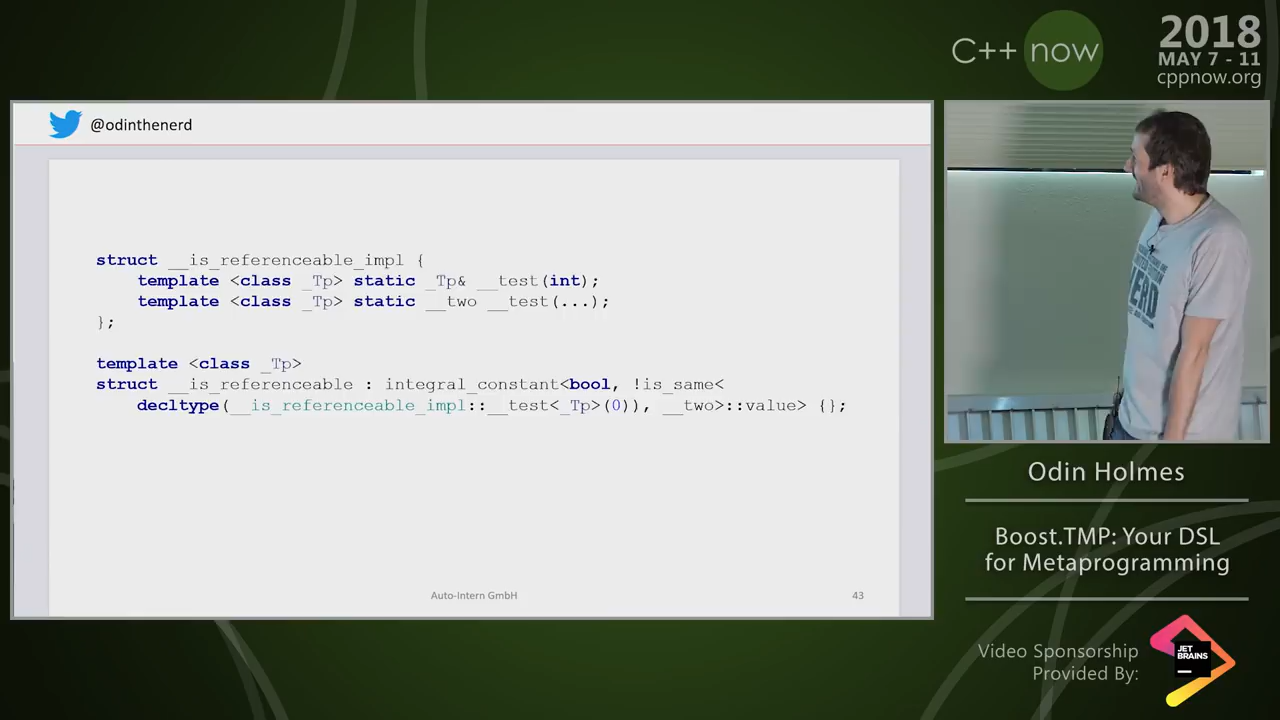 C++ now
2018
MAY 7 - 11
cppnow.org
@odinthenerd
struct __is_referenceable_impl {
template <class _Tp> static _Tp& __test(int);
template <class _Tp> static __two __test(...);
};
template <class _Tp>
struct __is_referenceable : integral_constant<bool, !is_same<
decltype(__is_referenceable_impl::__test<_Tp>(0)), __two>::value> {};
Auto-Intern GmbH
43
Odin Holmes
Boost.TMP: Your DSL
for Metaprogramming
Video Sponsorship
Provided By:
JET
BRAINS